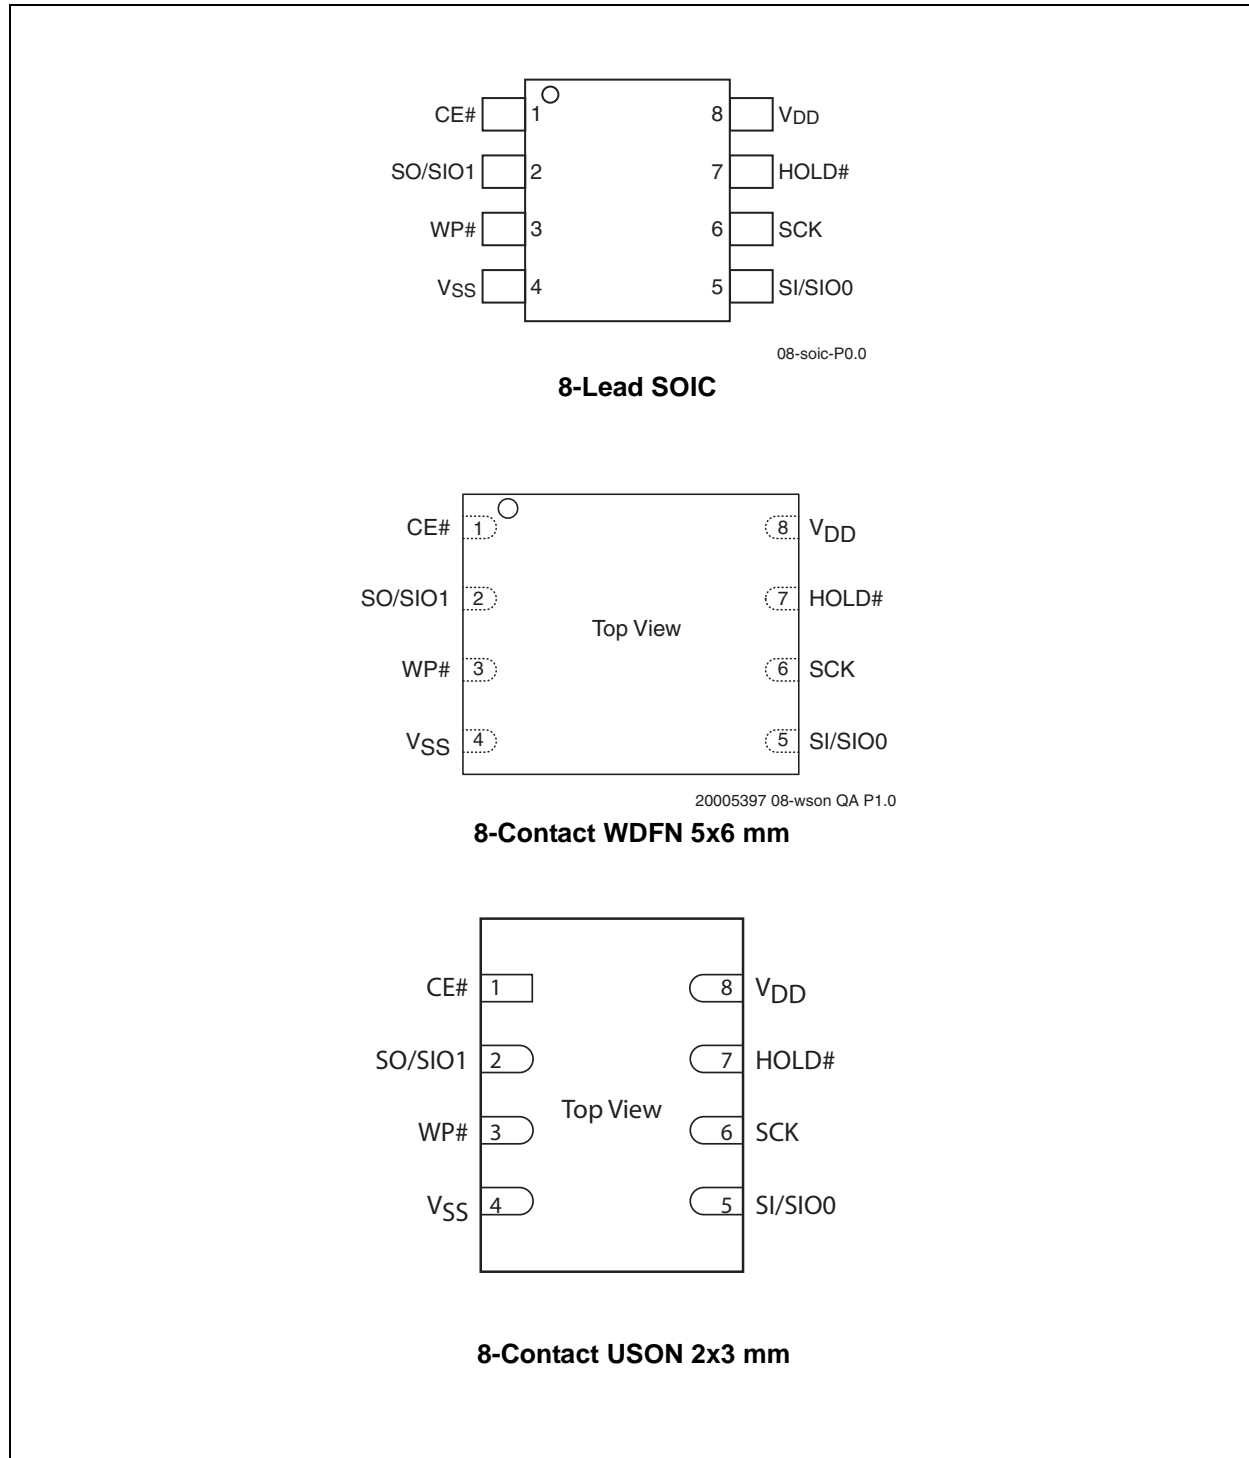 CE# 1 8 VDD
SO/SIO1 2 7 HOLD#
WP# 3 6 SCK
VSS 4 5 SI/SIO0
08-soic-P0.0
8-Lead SOIC
CE# 1 8 VDD
SO/SIO1 2 7 HOLD#
Top View
WP# 3 6 SCK
VSS 4 5 SI/SIO0
20005397 08-wson QA P1.0
8-Contact WDFN 5x6 mm
CE# 1 8 VDD
SO/SIO1 2 7 HOLD#
Top View
WP# 3 6 SCK
VSS 4 5 SI/SIO0
8-Contact USON 2x3 mm